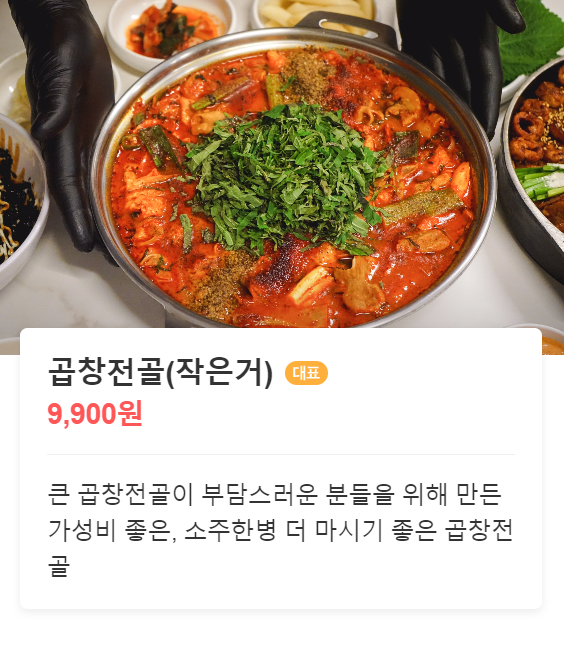 곱창전골(작은거) 대표
9,900원
큰 곱창전골이 부담스러운 분들을 위해 만든
가성비 좋은, 소주한병 더 마시기 좋은 곱창전
골